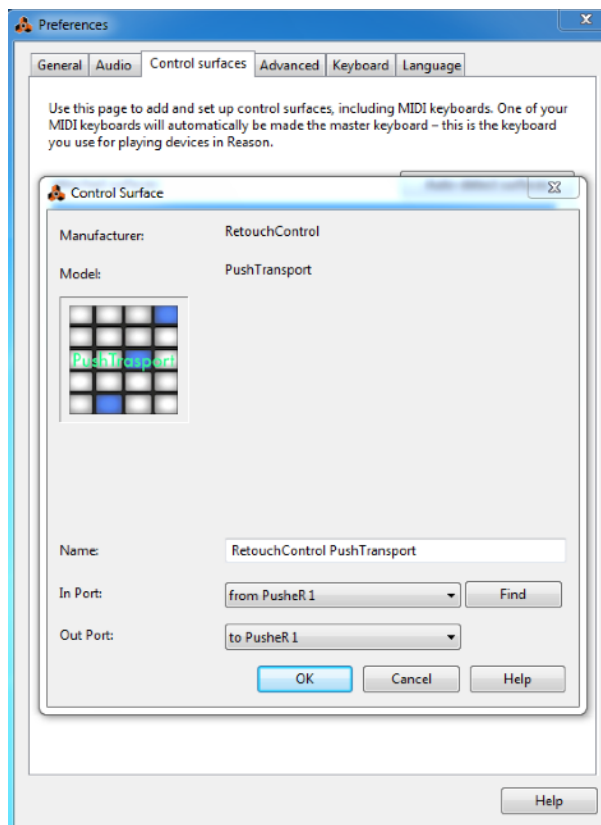 Preferences
General Audio Control surfaces Advanced Keyboard Language
Use this page to add and set up control surfaces, including MIDI keyboards. One of your
MIDI keyboards will automatically be made the master keyboard – this is the keyboard
you use for playing devices in Reason.
Control Surface
Manufacturer: RetouchControl
Model: PushTransport
PushTrasport
Name: RetouchControl PushTransport
In Port: from PusheR 1 Find
Out Port: to PusheR 1
OK Cancel Help
Help